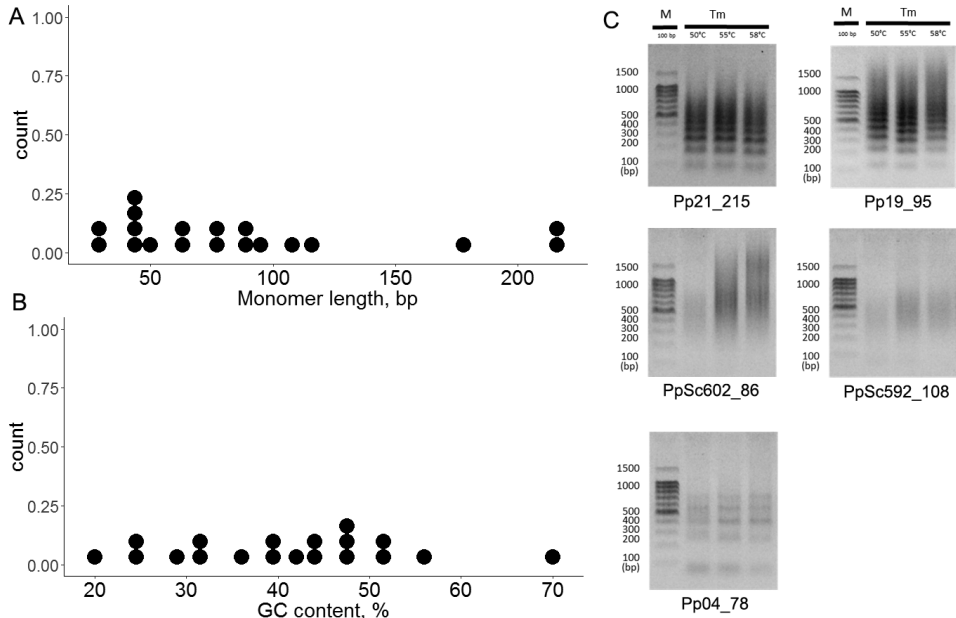 A
1.00
0.75
count
0.50
0.25
0.00
50
100
150
200
Monomer length, bp
B
1.00
0.75
count
0.50
0.25
0.00
20
30
40
50
60
70
GC content, %
C
M Tm
100 bp 50°C 55°C 58°C
1500
1000
500
400
300
200
100
(bp)
Pp21_215
M Tm
100 bp 50°C 55°C 58°C
1500
1000
500
400
300
200
100
(bp)
Pp19_95
1500
1000
500
400
300
200
100
(bp)
PpSc602_86
1500
1000
500
400
300
200
100
(bp)
PpSc592_108
1500
1000
500
400
300
200
100
(bp)
Pp04_78